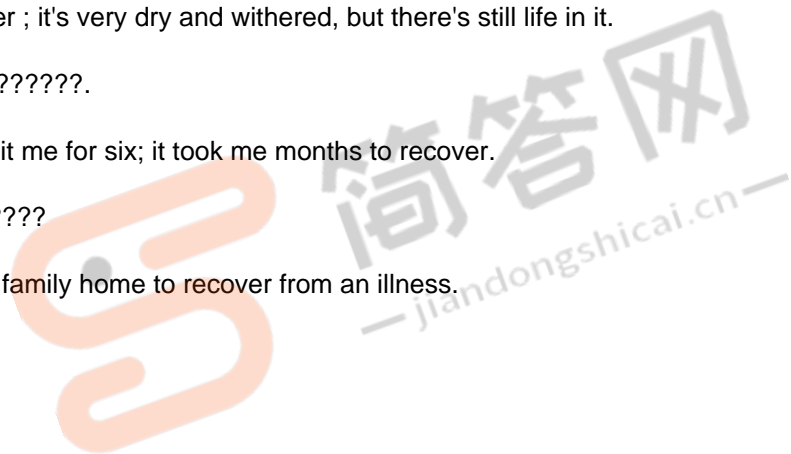 er ; it's very dry and withered, but there's still life in it.
??????.
it me for six; it took me months to recover.
???
family home to recover from an illness.
简答网
—jiandongshicai.cn—